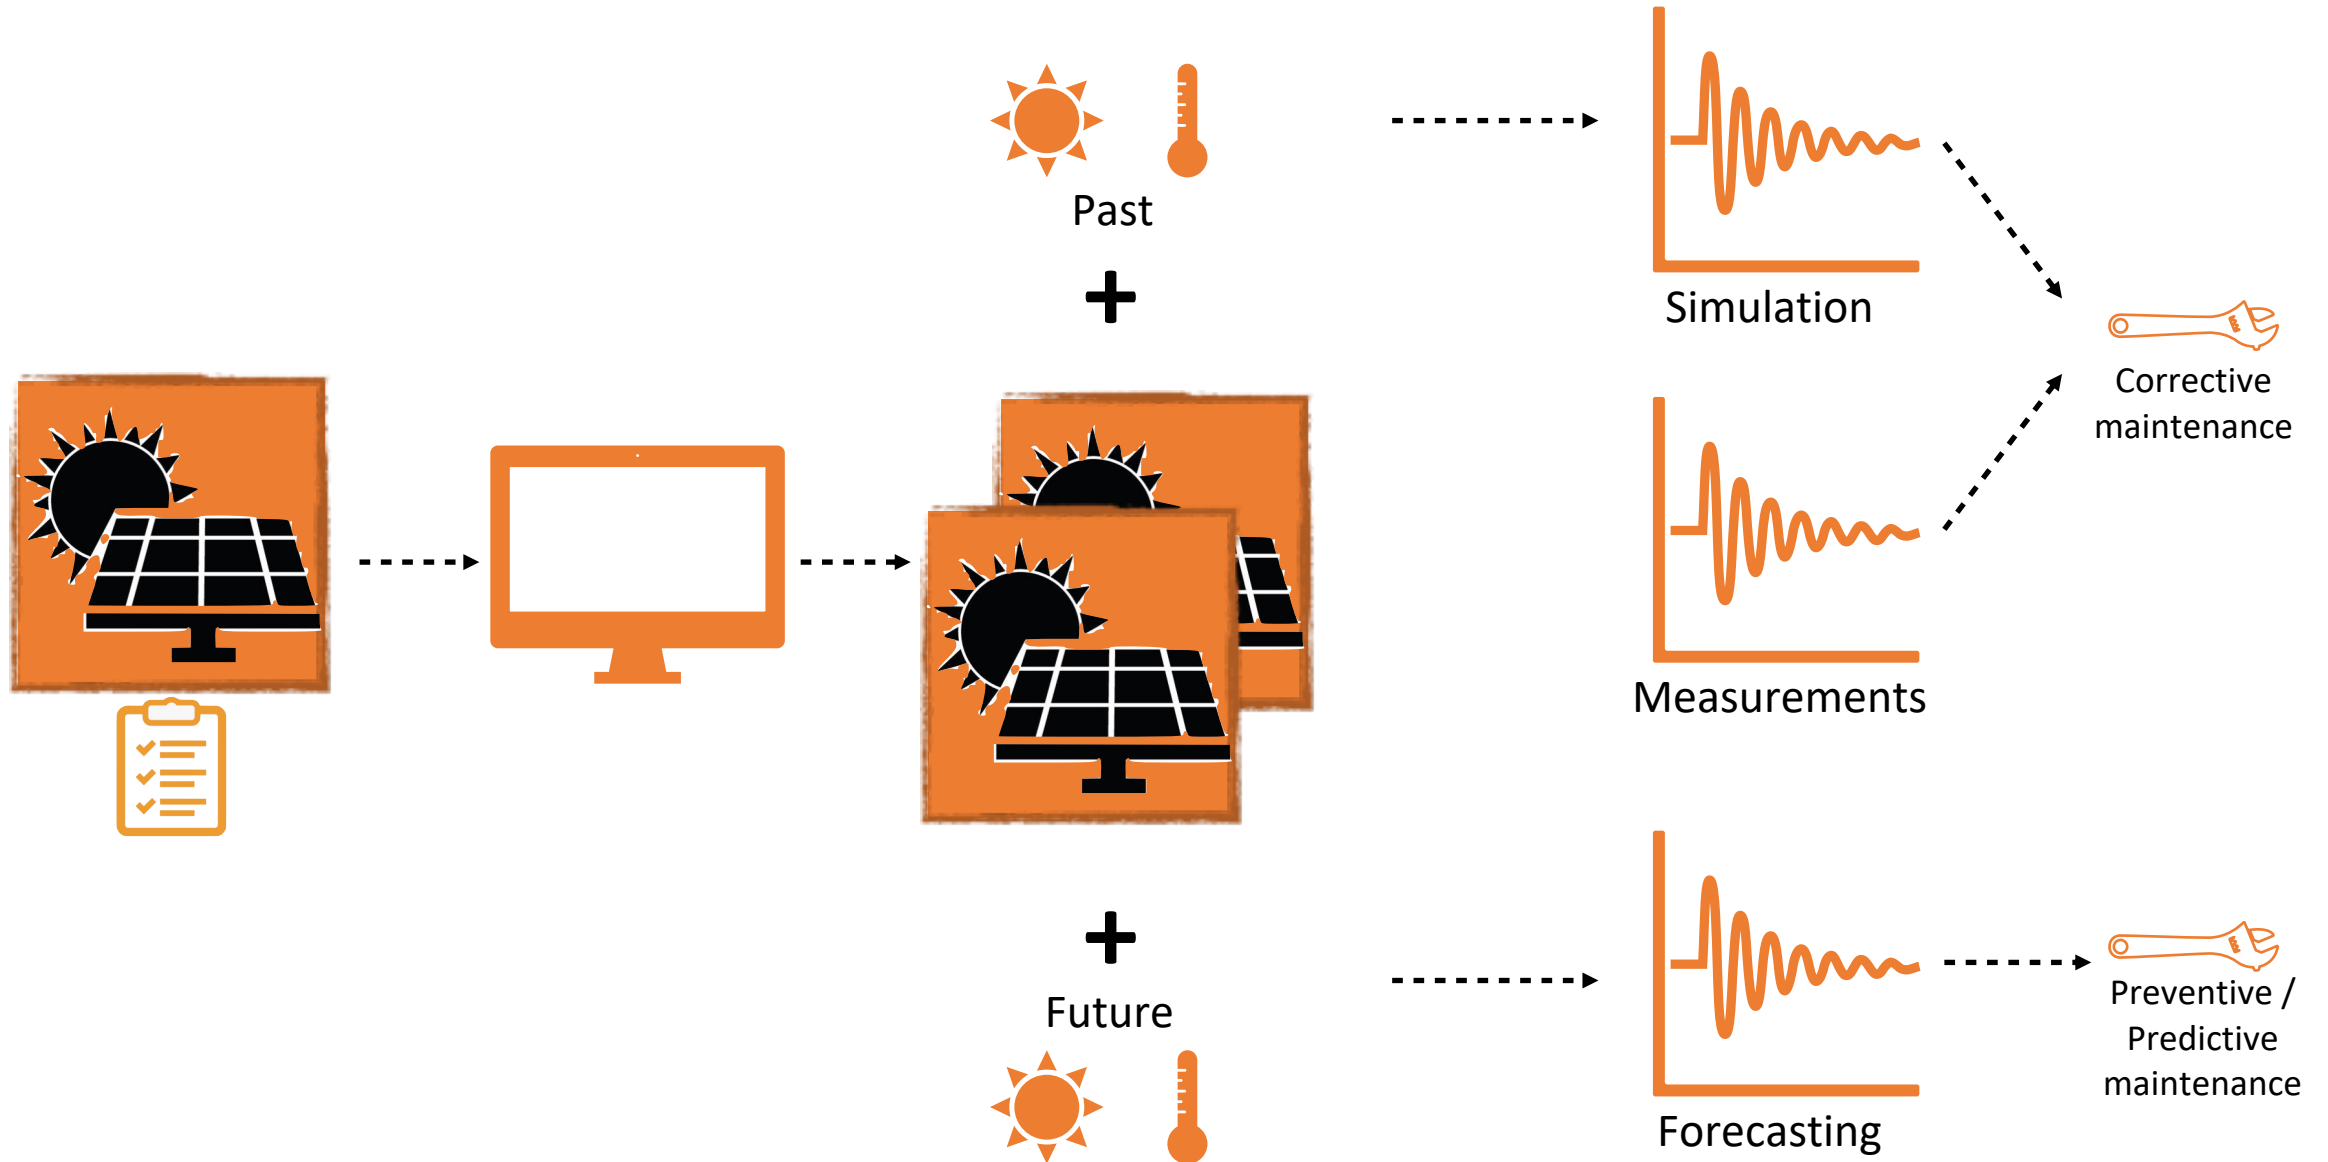 Past
+
Simulation
Corrective
maintenance
Measurements
+
Future
Preventive /
Predictive
maintenance
Forecasting